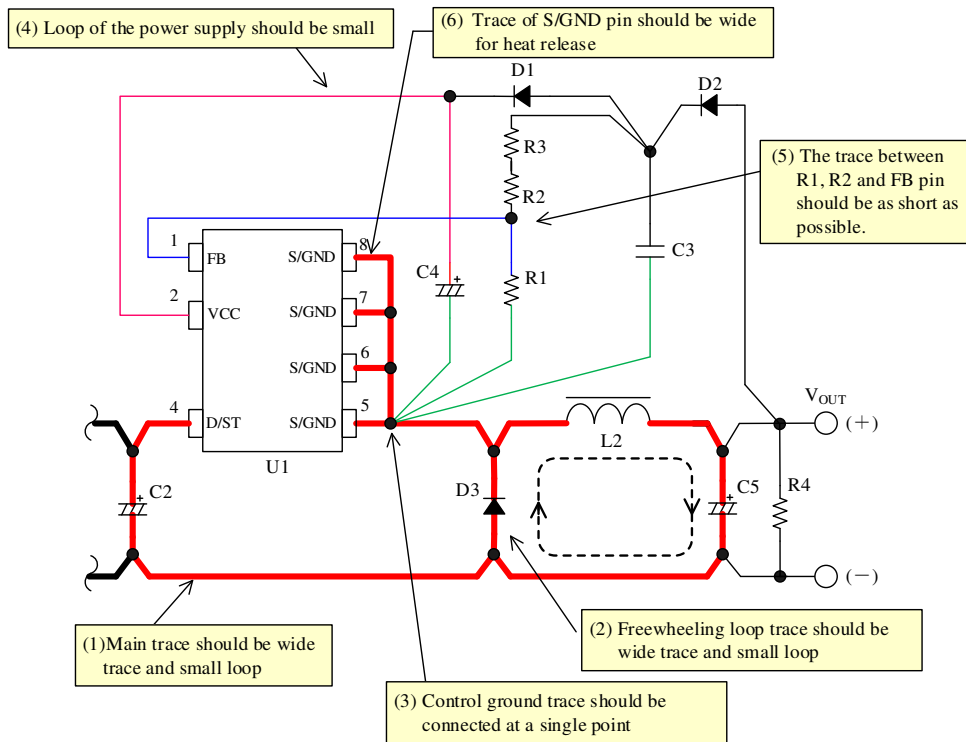 (4) Loop of the power supply should be small
(6) Trace of S/GND pin should be wide
for heat release
D1
D2
R3
R2
(5) The trace between
R1, R2 and FB pin
should be as short as
possible.
1
FB
S/GND
8
C4
R1
C3
2
VCC
S/GND
7
S/GND
6
4
D/ST
S/GND
5
U1
L2
VOUT
(+)
C2
D3
C5
R4
(−)
(1)Main trace should be wide
trace and small loop
(2) Freewheeling loop trace should be
wide trace and small loop
(3) Control ground trace should be
connected at a single point